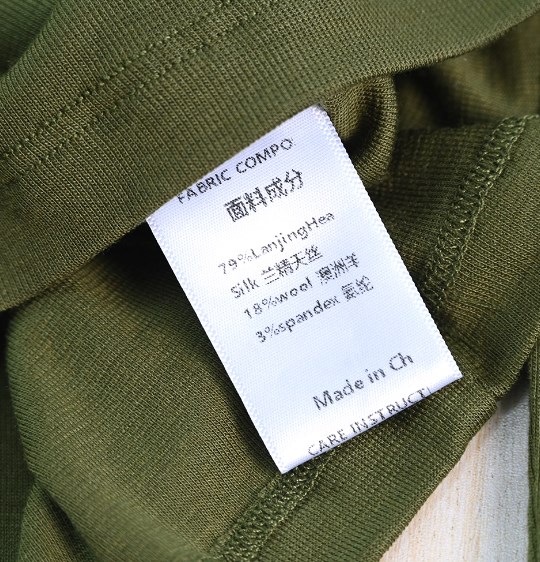 FABRIC COMPO
面料成分
79%LanjingHea
Silk 兰精天丝
18%wool 澳洲羊
3%spandex 氨纶
Made in Ch
CARE INSTRUCTI